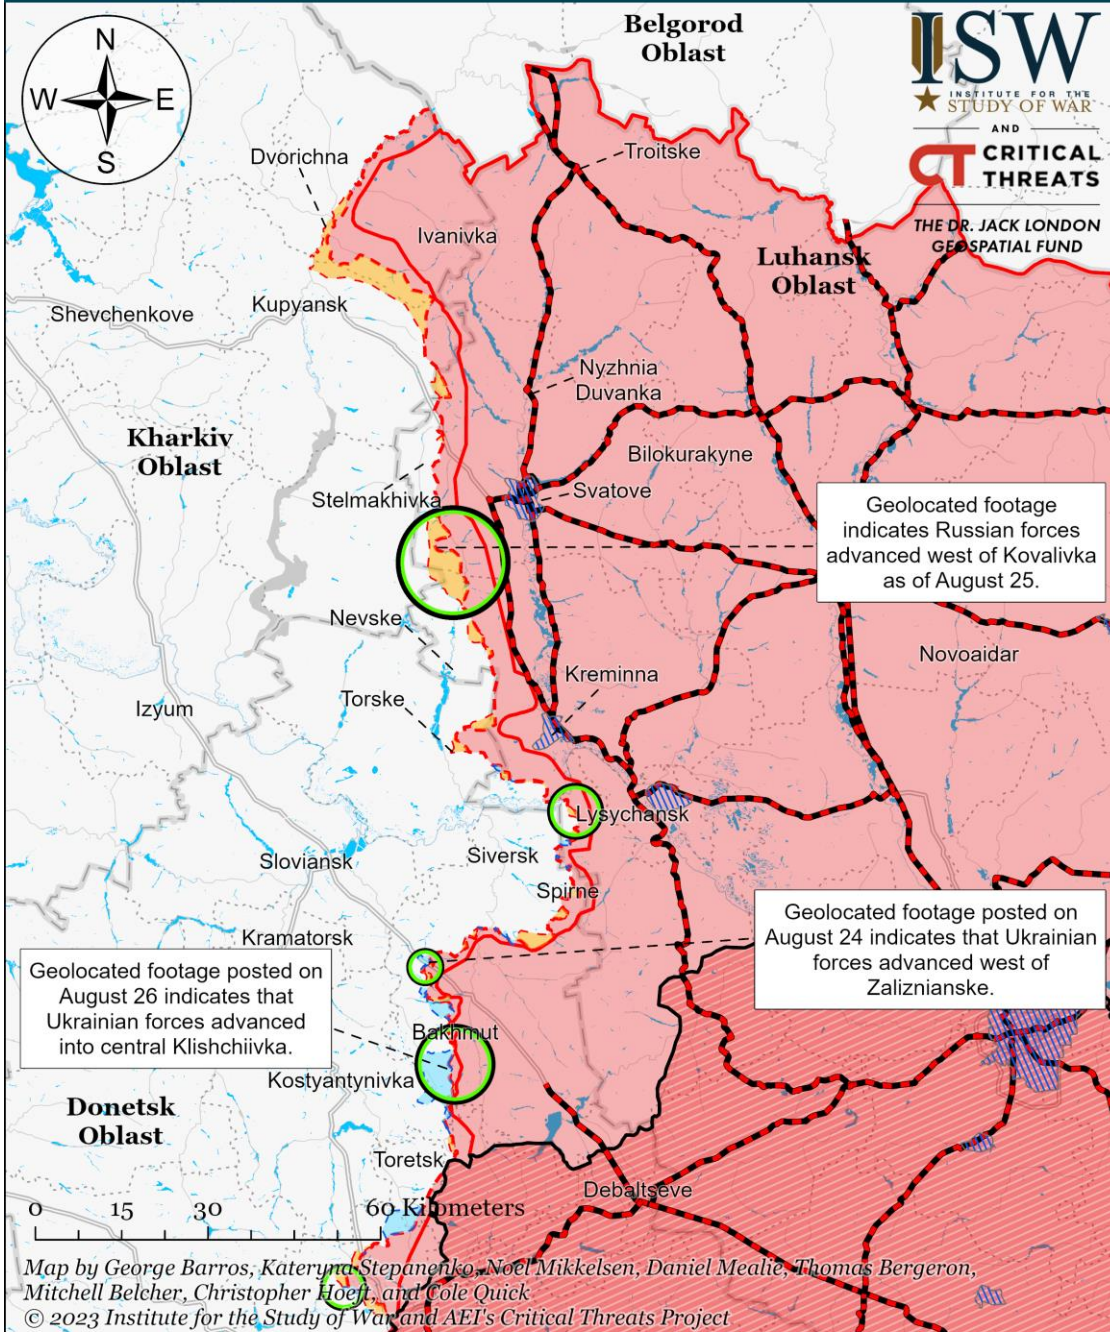 N
W
E
S
Belgorod
Oblast
ISW
INSTITUTE FOR THE
STUDY OF WAR
AND
CT CRITICAL
THREATS
THE DR. JACK LONDON
GEOSPATIAL FUND
Dvorichna
Troitske
Ivanivka
Luhansk
Oblast
Shevchenkove
Kupyansk
Nyzhnia
Duvanka
Kharkiv
Oblast
Bilokurakyne
Stelmakhivka
Svatove
Geolocated footage
indicates Russian forces
advanced west of Kovalivka
as of August 25.
Nevske
Novoaidar
Kreminna
Torske
Izyum
Lysychansk
Siversk
Sloviansk
Spirne
Kramatorsk
Geolocated footage posted on
August 24 indicates that Ukrainian
forces advanced west of
Zaliznianske.
Geolocated footage posted on
August 26 indicates that
Ukrainian forces advanced
into central Klishchiivka.
Bakhmut
Kostyantynivka
Donetsk
Oblast
Toretsk
Debaltseve
0 15 30 60 Kilometers
Map by George Barros, Kateryna Stepanenko, Noel Mikkelsen, Daniel Mealie, Thomas Bergeron,
Mitchell Belcher, Christopher Hoeft, and Cole Quick
© 2023 Institute for the Study of War and AEI's Critical Threats Project